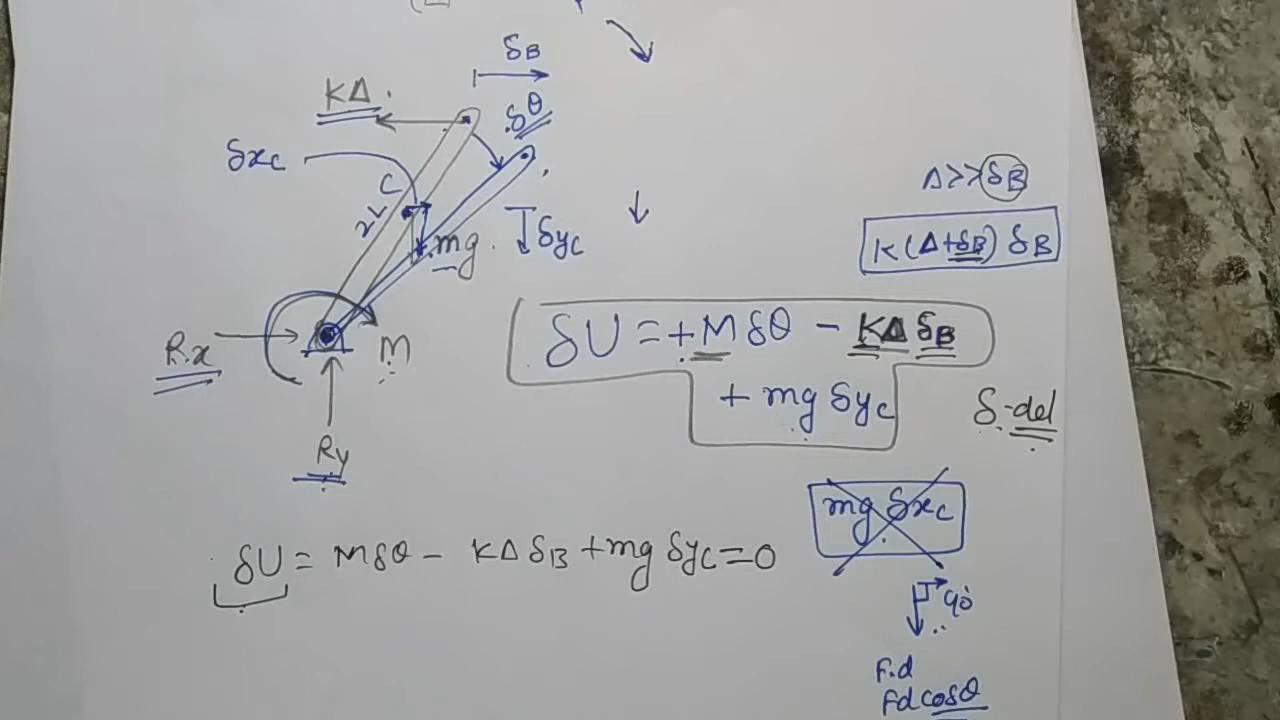 δB
KΔ.
δθ
δxc
C
mg.
δyc
Δ>>δB
K(Δ+δB) δB
δU = +Mδθ - KΔ δB
+ mg δyc
Rx
M
Ry
δ-del
mg δxc
δU = Mδθ - KΔ δB + mg δyc = 0
90°
F.d
Fd cosθ